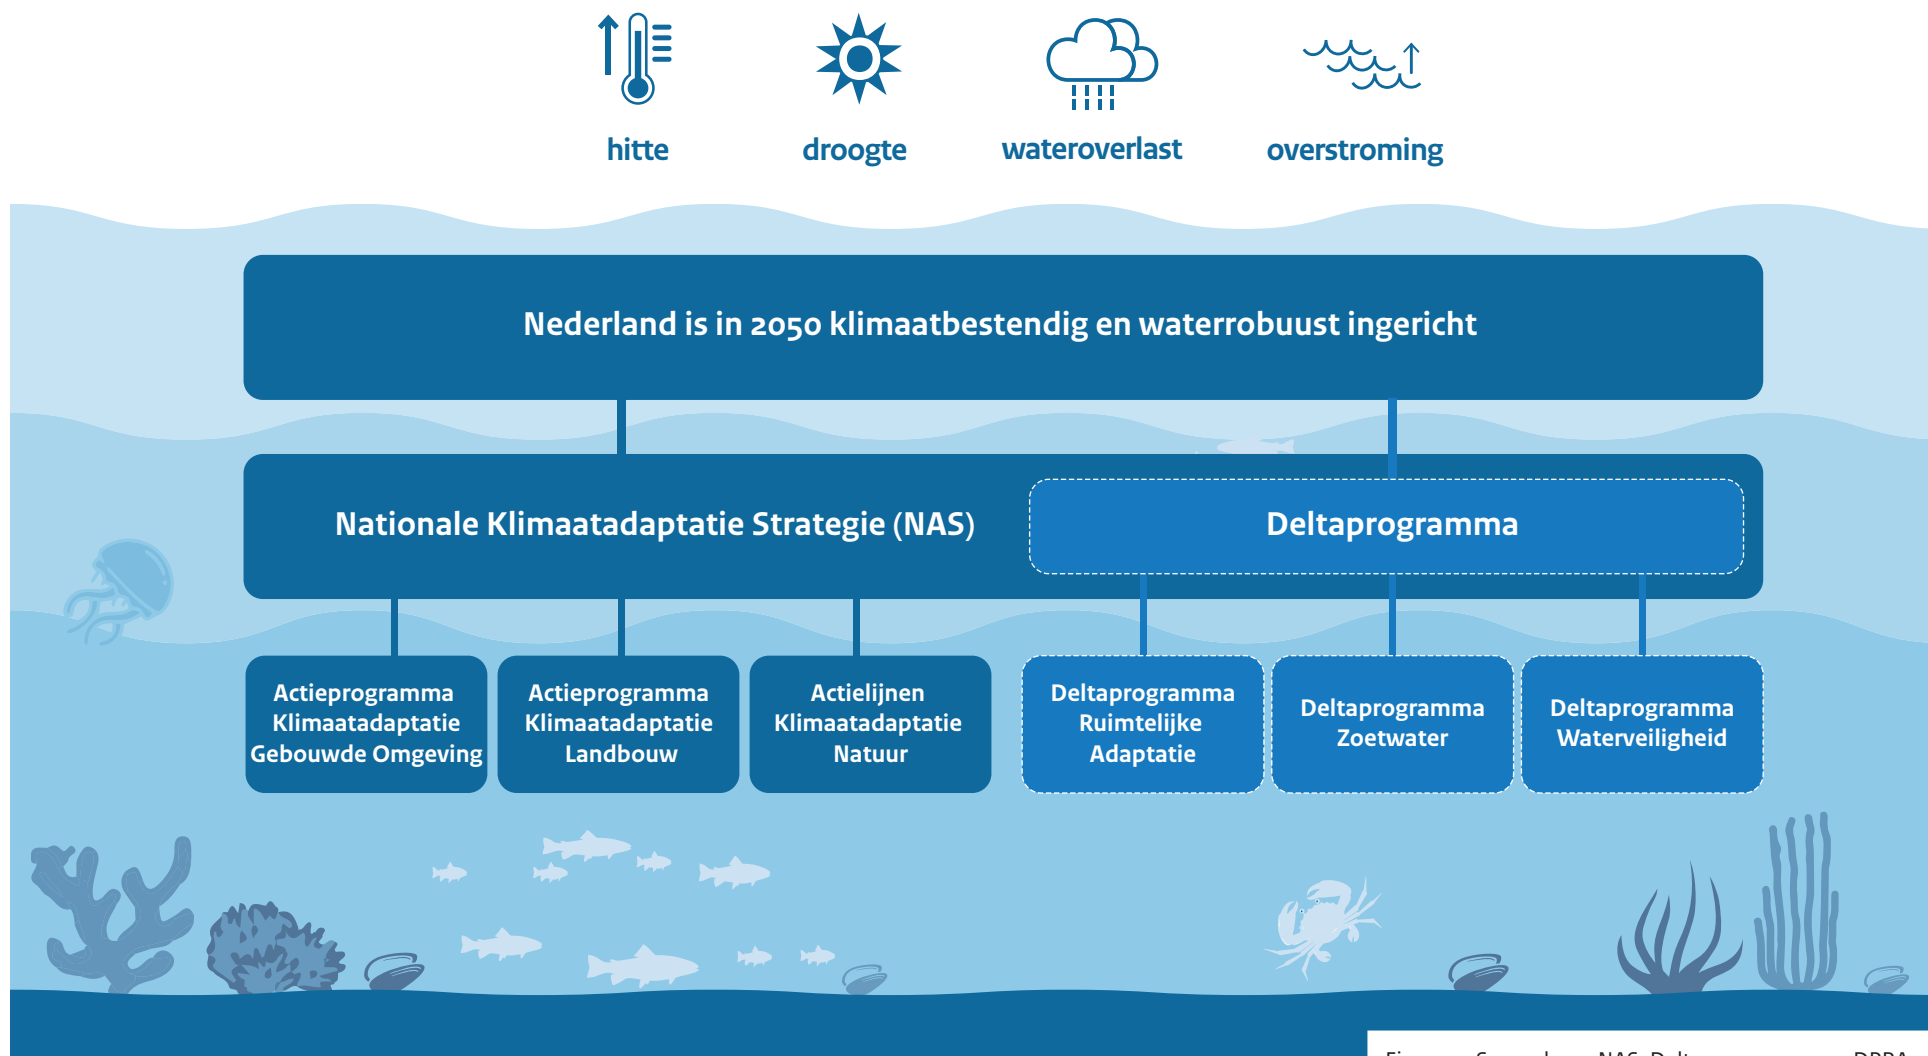 hitte
droogte
wateroverlast
overstroming
Nederland is in 2050 klimaatbestendig en waterrobuust ingericht
Nationale Klimaatadaptatie Strategie (NAS)
Deltaprogramma
Actieprogramma
Klimaatadaptatie
Gebouwde Omgeving
Actieprogramma
Klimaatadaptatie
Landbouw
Actielijnen
Klimaatadaptatie
Natuur
Deltaprogramma
Ruimtelijke
Adaptatie
Deltaprogramma
Zoetwater
Deltaprogramma
Waterveiligheid